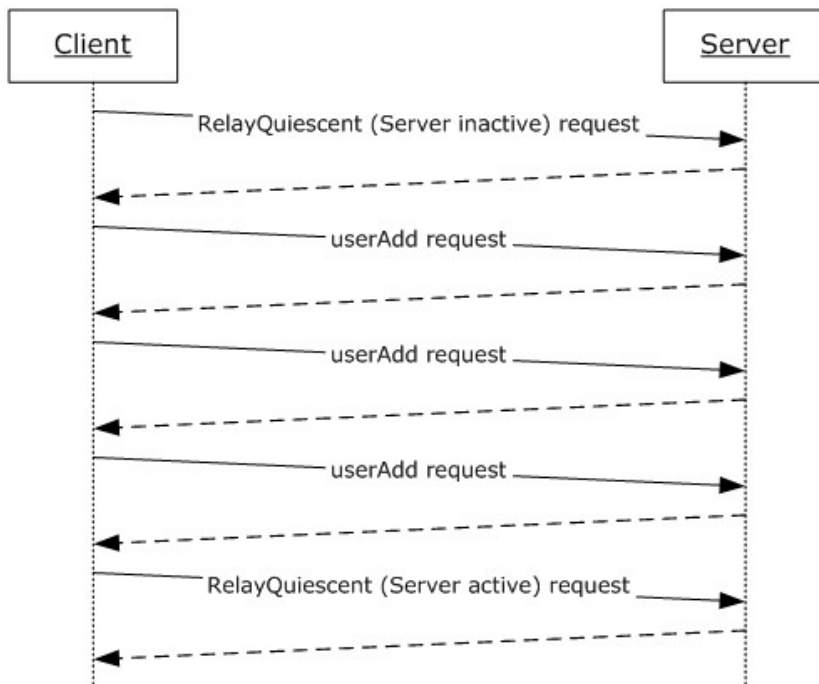 Client
Server
RelayQuiescent (Server inactive) request
userAdd request
userAdd request
userAdd request
RelayQuiescent (Server active) request